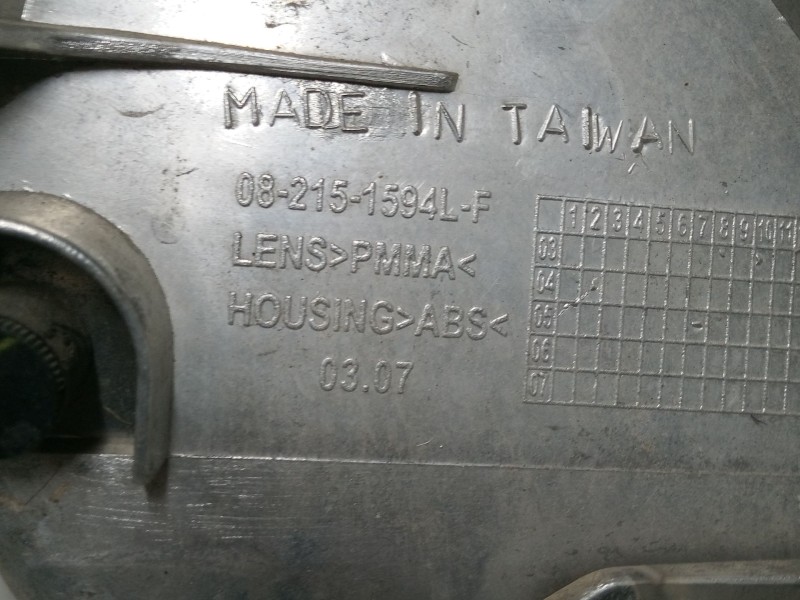 MADE IN TAIWAN
08-215-1594L-F
LENS>PMMA<
HOUSING>ABS<
03.07
1 2 3 4 5 6 7 8 9 10 11
03
04
05
06
07